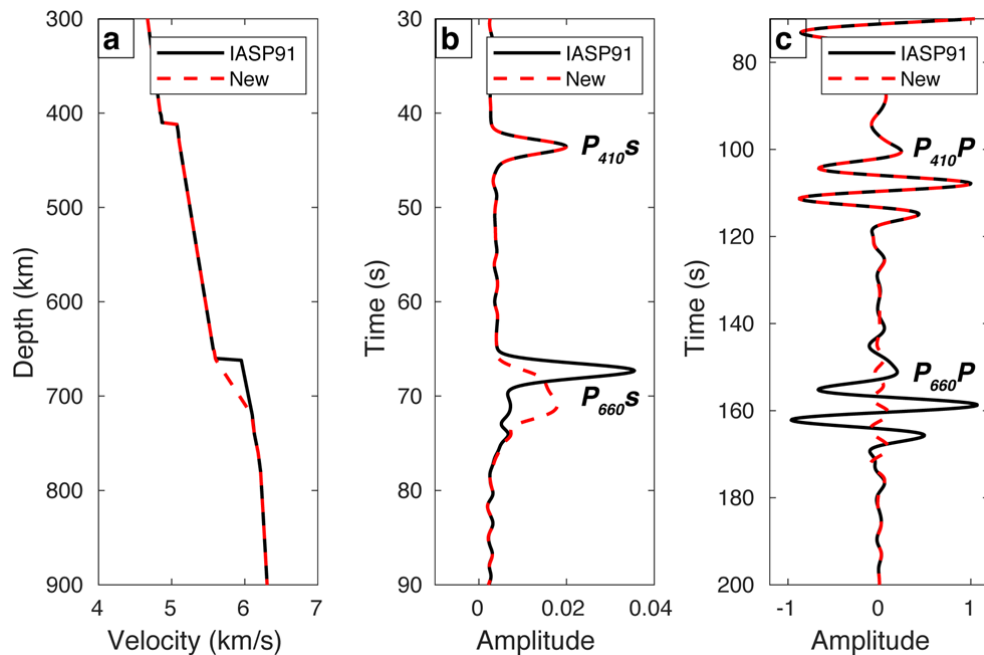 a
IASP91
New
300
400
500
600
700
800
900
Depth (km)
4
5
6
7
Velocity (km/s)
b
IASP91
New
P410s
P660s
30
40
50
60
70
80
90
Time (s)
0
0.02
0.04
Amplitude
c
IASP91
New
P410P
P660P
80
100
120
140
160
180
200
Time (s)
-1
0
1
Amplitude